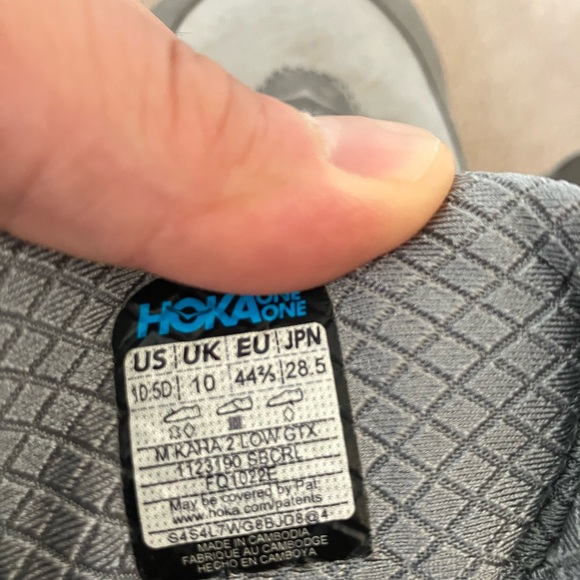 HOKA ONE ONE
US UK EU JPN
10.5D 10 44⅔ 28.5
M KAHA 2 LOW GTX
1123190 SBCRL
FQ1022E
May be covered by Pat.
www.hoka.com/patents
S4S4L7WG8BJD8@4
MADE IN CAMBODIA
FABRIQUÉ AU CAMBODGE
HECHO EN CAMBOYA